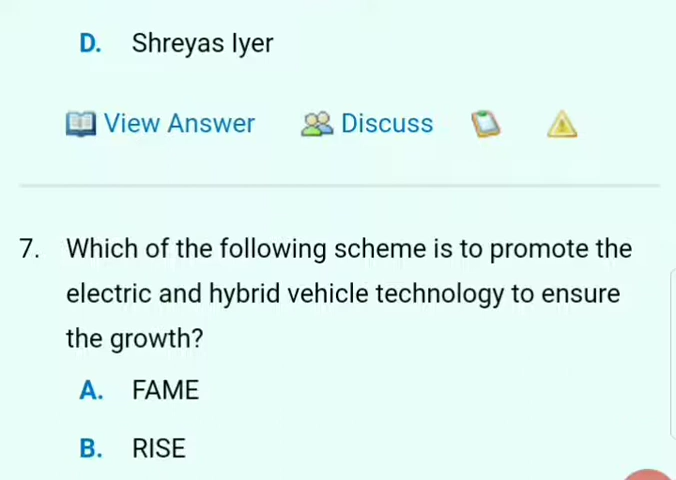 D. Shreyas Iyer
View Answer Discuss
7. Which of the following scheme is to promote the
electric and hybrid vehicle technology to ensure
the growth?
A. FAME
B. RISE